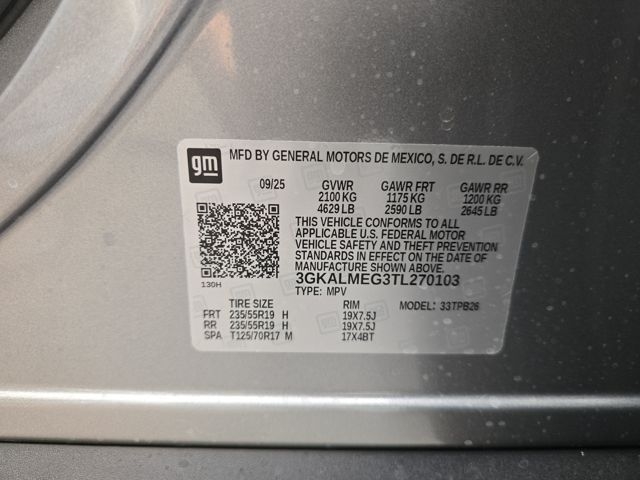 gm
MFD BY GENERAL MOTORS DE MEXICO, S. DE R.L. DE C.V.
09/25 GVWR GAWR FRT GAWR RR
2100 KG 1175 KG 1200 KG
4629 LB 2590 LB 2645 LB
THIS VEHICLE CONFORMS TO ALL
APPLICABLE U.S. FEDERAL MOTOR
VEHICLE SAFETY AND THEFT PREVENTION
STANDARDS IN EFFECT ON THE DATE OF
MANUFACTURE SHOWN ABOVE.
130H 3GKALMEG3TL270103
TYPE: MPV
TIRE SIZE RIM MODEL: 33TPB26
FRT 235/55R19 H 19X7.5J
RR 235/55R19 H 19X7.5J
SPA T125/70R17 M 17X4BT